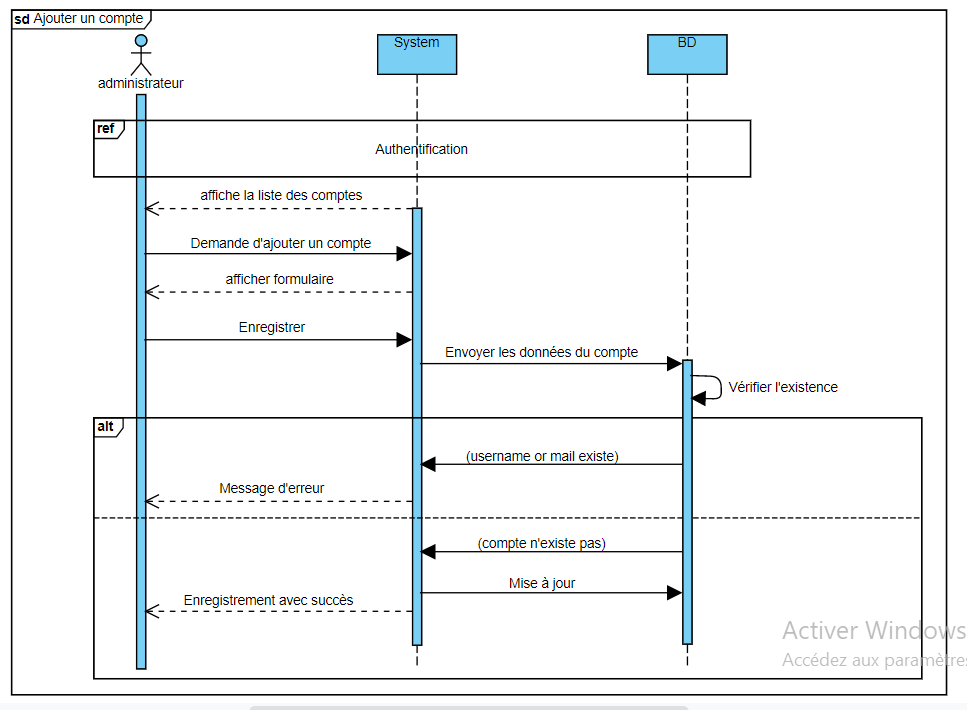 sd Ajouter un compte
administrateur
System
BD
ref
Authentification
affiche la liste des comptes
Demande d'ajouter un compte
afficher formulaire
Enregistrer
Envoyer les données du compte
Vérifier l'existence
alt
(username or mail existe)
Message d'erreur
(compte n'existe pas)
Mise à jour
Enregistrement avec succès
Activer Windows
Accédez aux paramètres